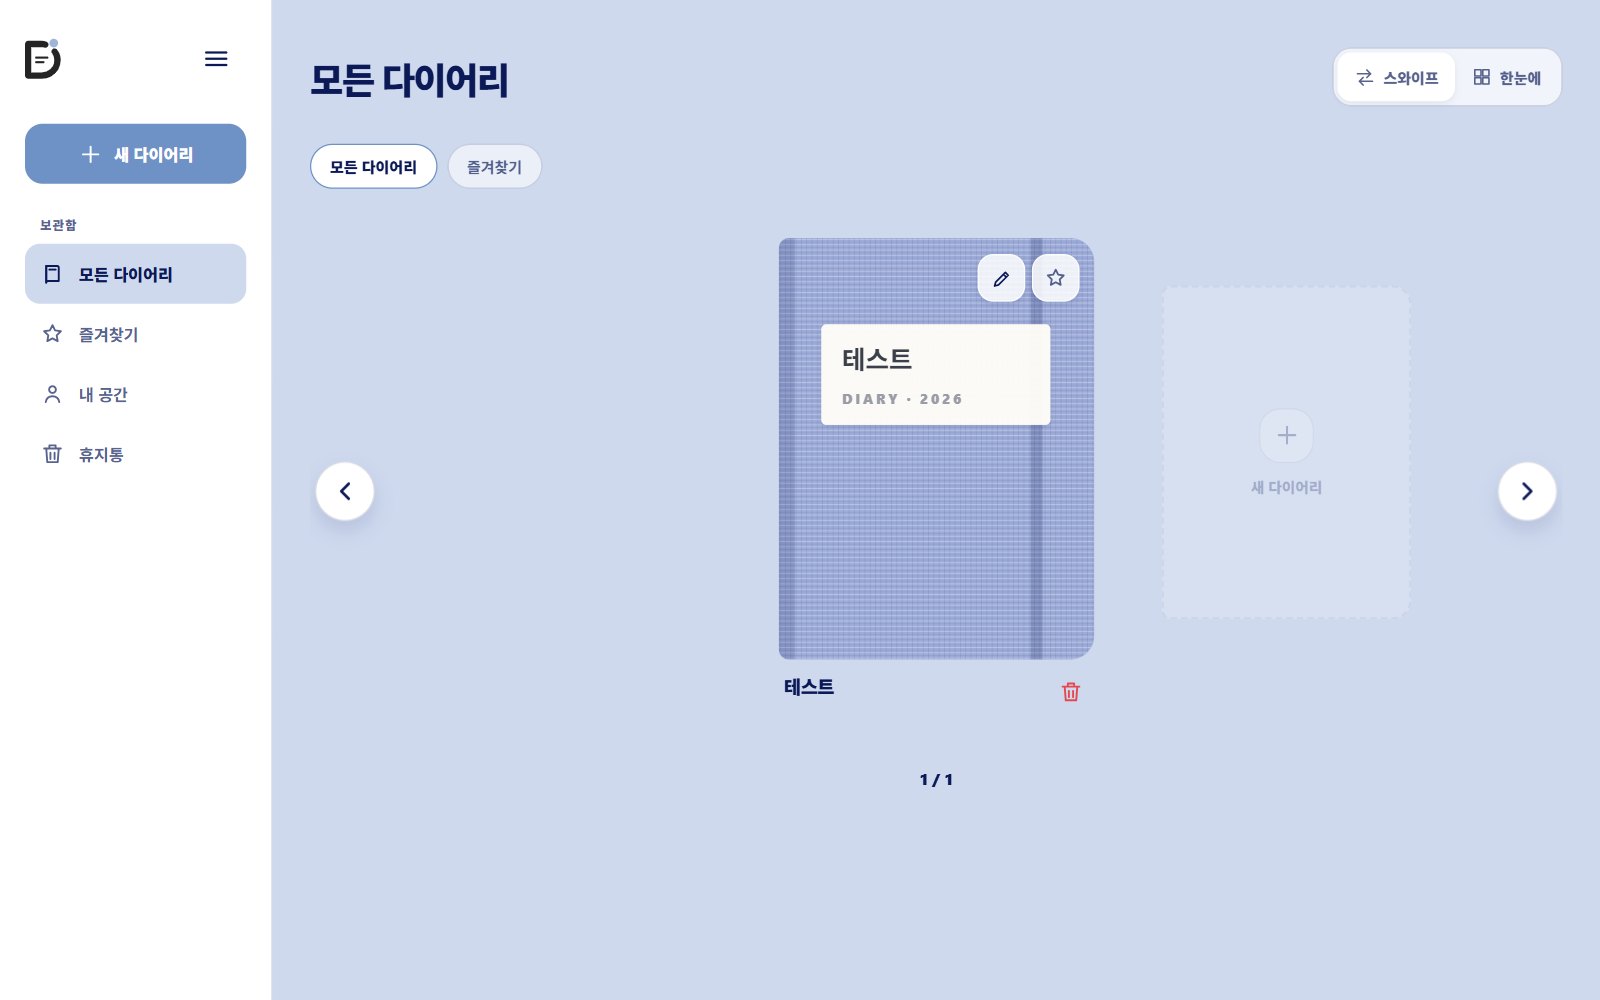 새 다이어리
보관함
모든 다이어리
즐겨찾기
내 공간
휴지통
모든 다이어리
스와이프
한눈에
모든 다이어리
즐겨찾기
테스트
DIARY · 2026
테스트
새 다이어리
1 / 1